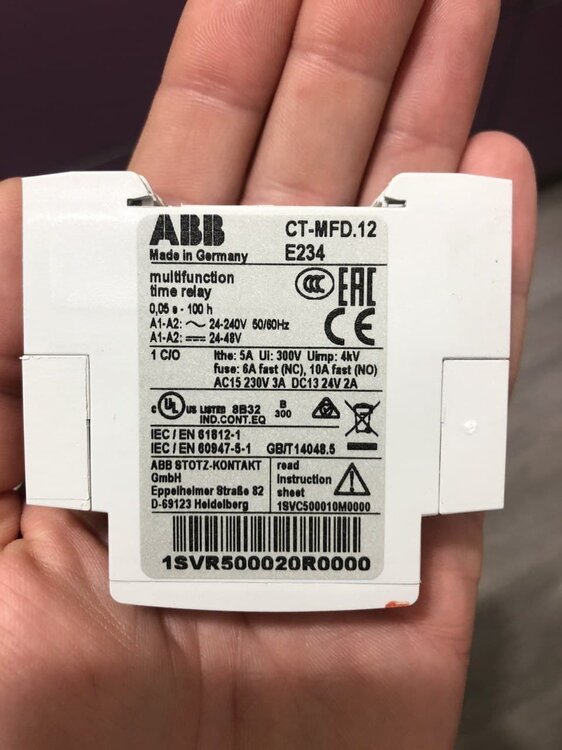 ABB CT-MFD.12
Made in Germany E234
multifunction
time relay
0,05 s - 100 h
A1-A2: ~ 24-240V 50/60Hz
A1-A2: ⎓ 24-48V
CCC EAC
CE
1 C/O Ithe: 5A Ui: 300V Uimp: 4kV
fuse: 6A fast (NC), 10A fast (NO)
AC15 230V 3A DC13 24V 2A
c UL US LISTED 8B32 B
IND.CONT.EQ 300
IEC / EN 61812-1
IEC / EN 60947-5-1 GB/T14048.5
ABB STOTZ-KONTAKT
GmbH
Eppelheimer Straße 82
D-69123 Heidelberg
read
instruction
sheet
1SVC500010M0000
1SVR500020R0000